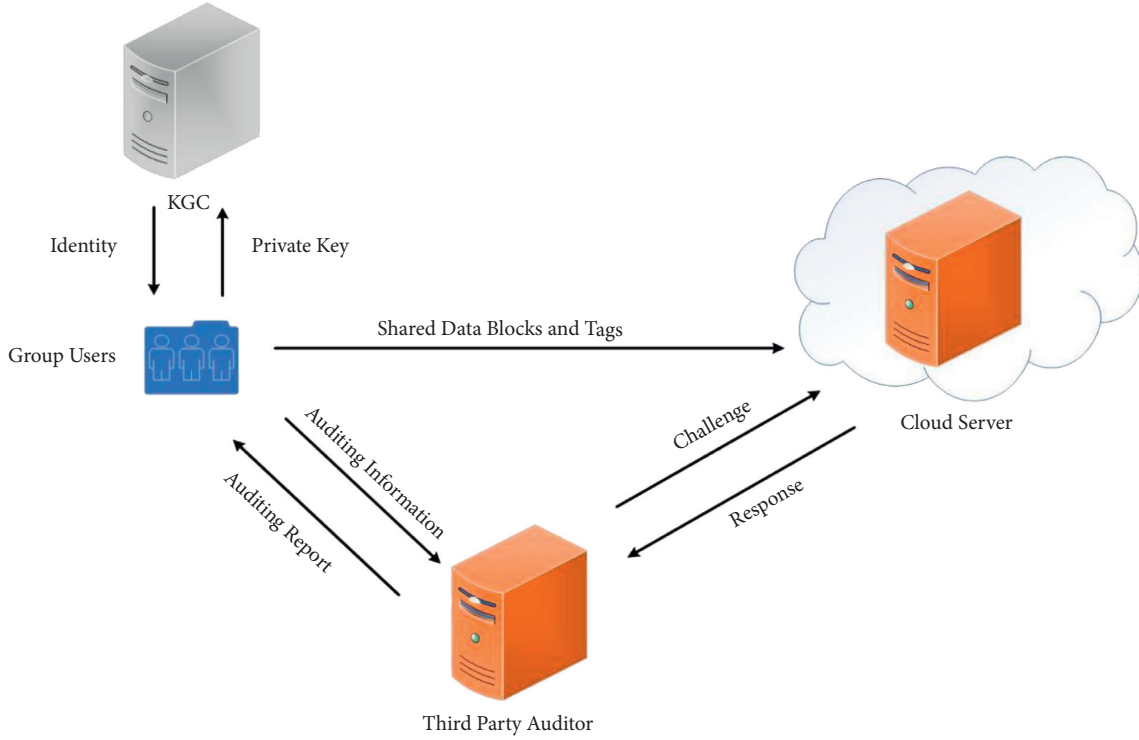 KGC
Identity
Private Key
Group Users
Shared Data Blocks and Tags
Cloud Server
Challenge
Response
Auditing Information
Auditing Report
Third Party Auditor